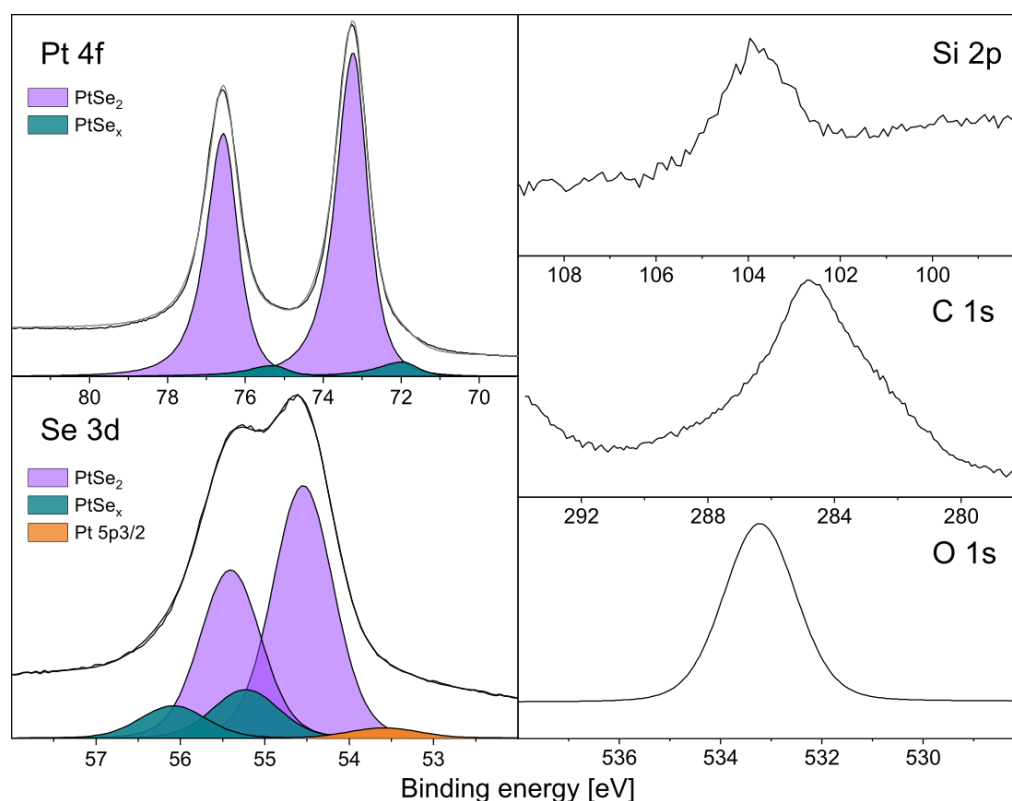 Pt 4f
PtSe₂
PtSeₓ
80 78 76 74 72 70
Se 3d
PtSe₂
PtSeₓ
Pt 5p3/2
57 56 55 54 53
Si 2p
108 106 104 102 100
C 1s
292 288 284 280
O 1s
536 534 532 530
Binding energy [eV]